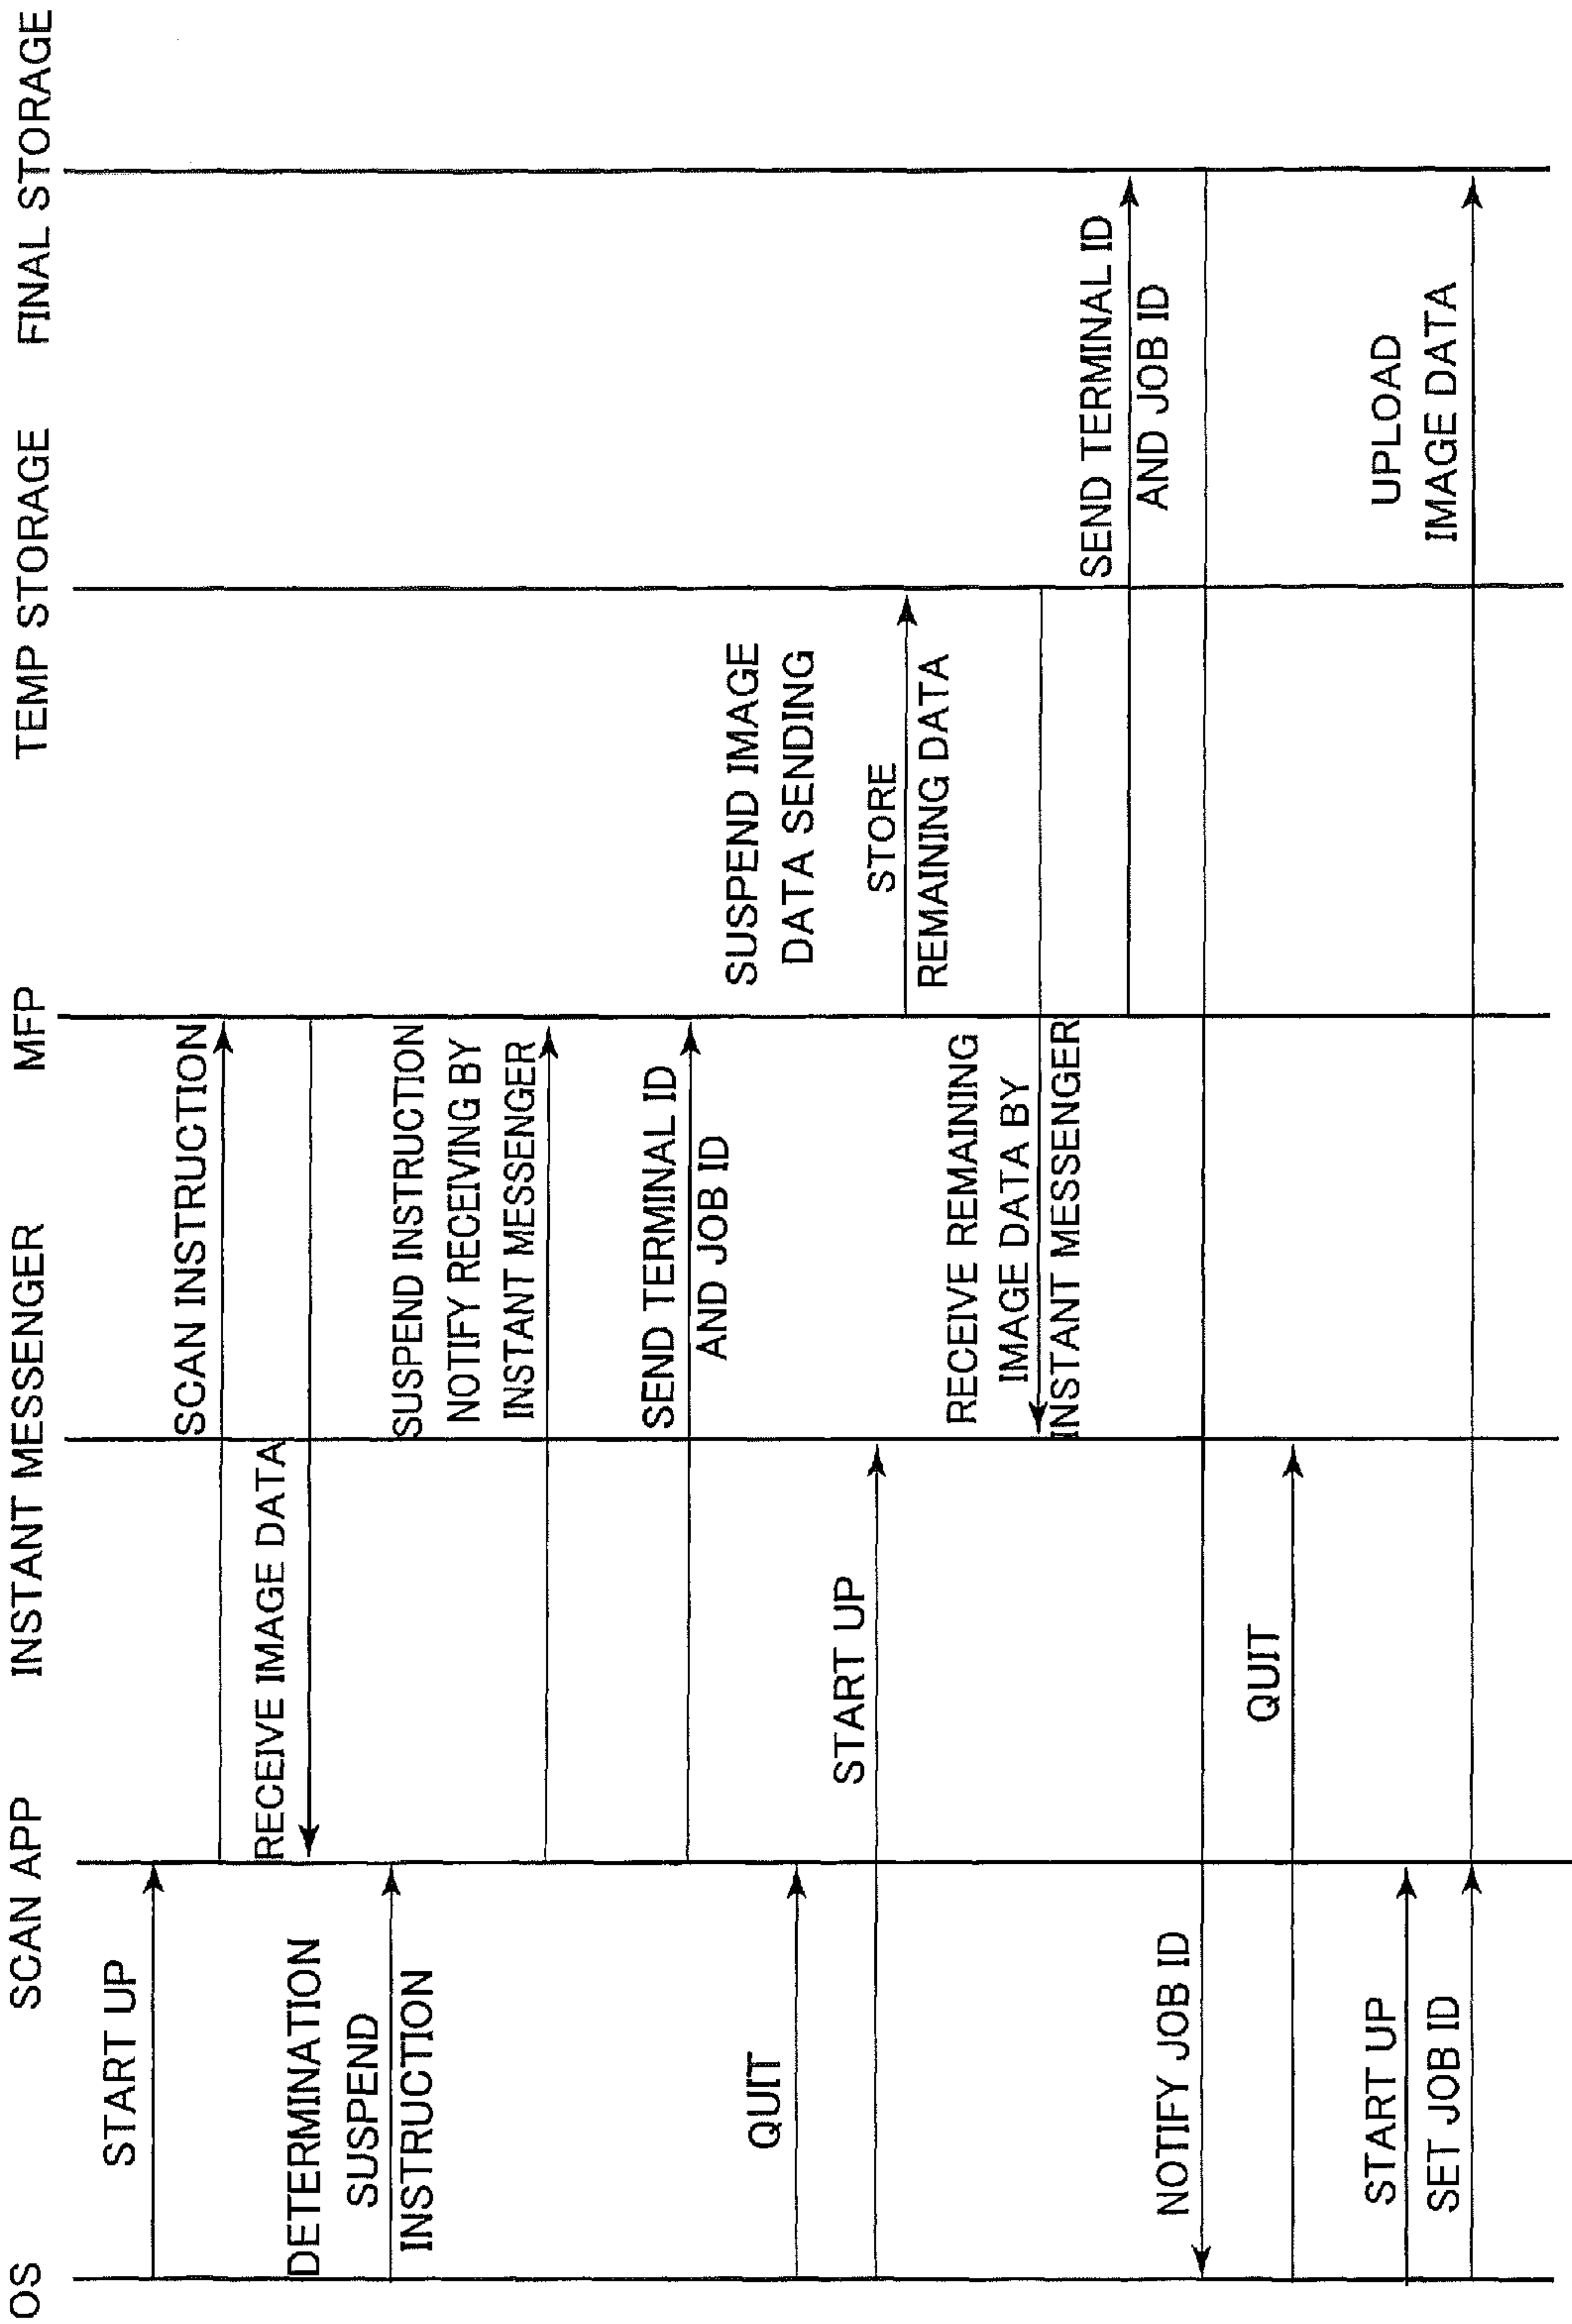 OS
SCAN APP
INSTANT MESSENGER
MFP
TEMP STORAGE
FINAL STORAGE
START UP
SCAN INSTRUCTION
RECEIVE IMAGE DATA
DETERMINATION
SUSPEND
INSTRUCTION
SUSPEND INSTRUCTION
NOTIFY RECEIVING BY
INSTANT MESSENGER
SEND TERMINAL ID
AND JOB ID
SUSPEND IMAGE
DATA SENDING
QUIT
START UP
STORE
REMAINING DATA
RECEIVE REMAINING
IMAGE DATA BY
INSTANT MESSENGER
SEND TERMINAL ID
AND JOB ID
NOTIFY JOB ID
QUIT
START UP
SET JOB ID
UPLOAD
IMAGE DATA